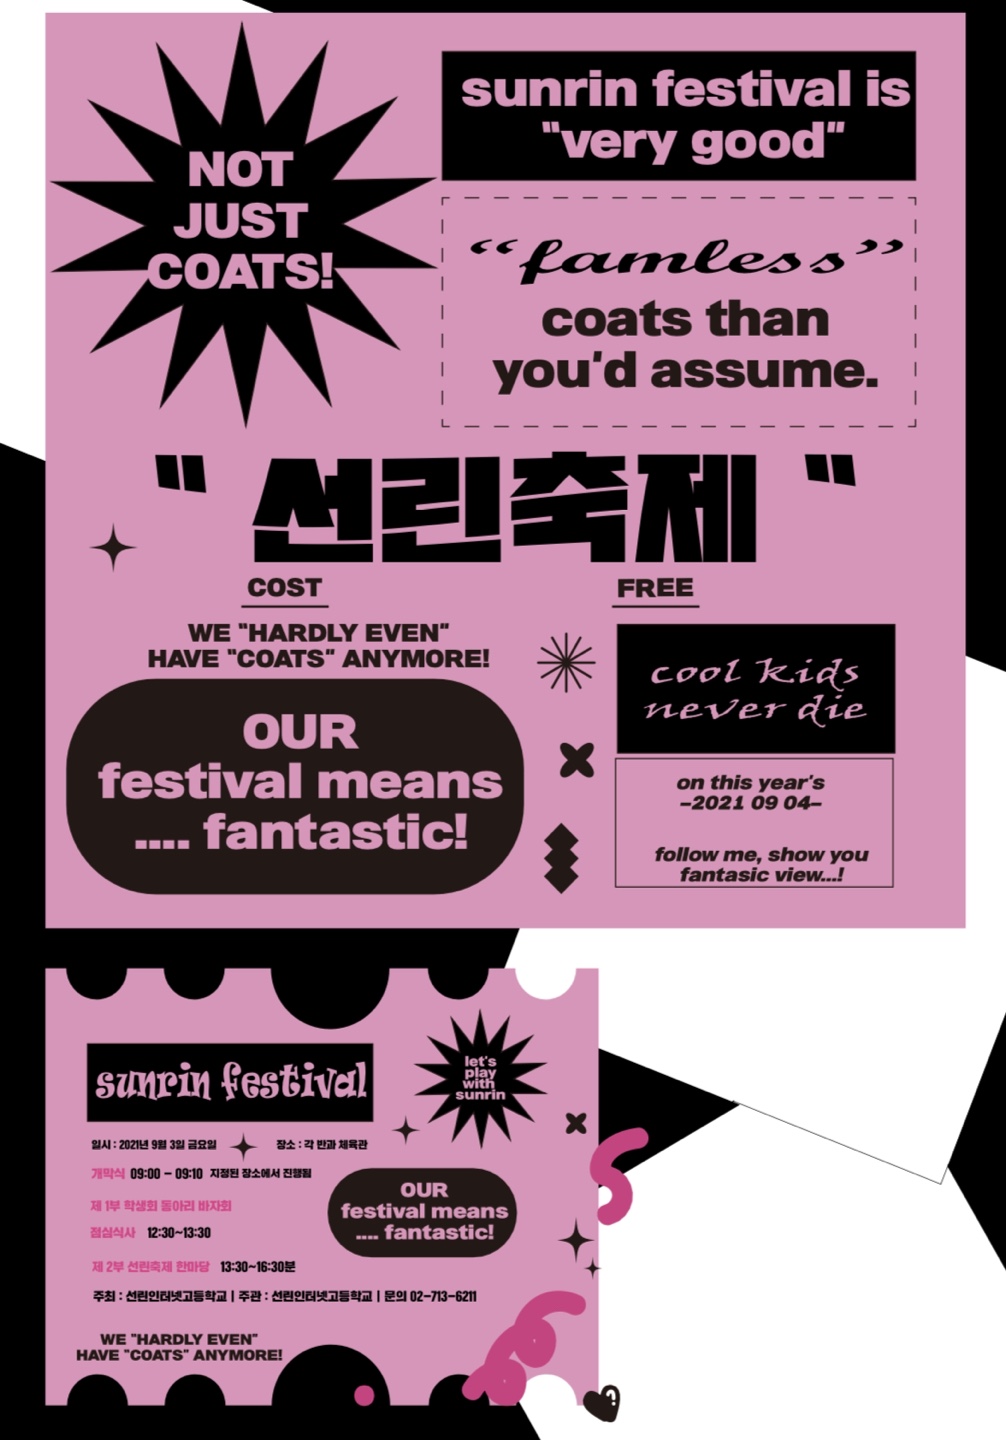 NOT
JUST
COATS!
sunrin festival is
"very good"
“famless”
coats than
you'd assume.
" 선린축제 "
COST
FREE
WE "HARDLY EVEN"
HAVE "COATS" ANYMORE!
OUR
festival means
.... fantastic!
cool kids
never die
on this year's
-2021 09 04-
follow me, show you
fantasic view...!
sunrin festival
let's
play
with
sunrin
일시 : 2021년 9월 3일 금요일
장소 : 각 반과 체육관
개막식 09:00 - 09:10 지정된 장소에서 진행됨
제 1부 학생회 동아리 바자회
점심식사 12:30~13:30
제 2부 선린축제 한마당 13:30~16:30분
OUR
festival means
.... fantastic!
주최 : 선린인터넷고등학교 | 주관 : 선린인터넷고등학교 | 문의 02-713-6211
WE "HARDLY EVEN"
HAVE "COATS" ANYMORE!